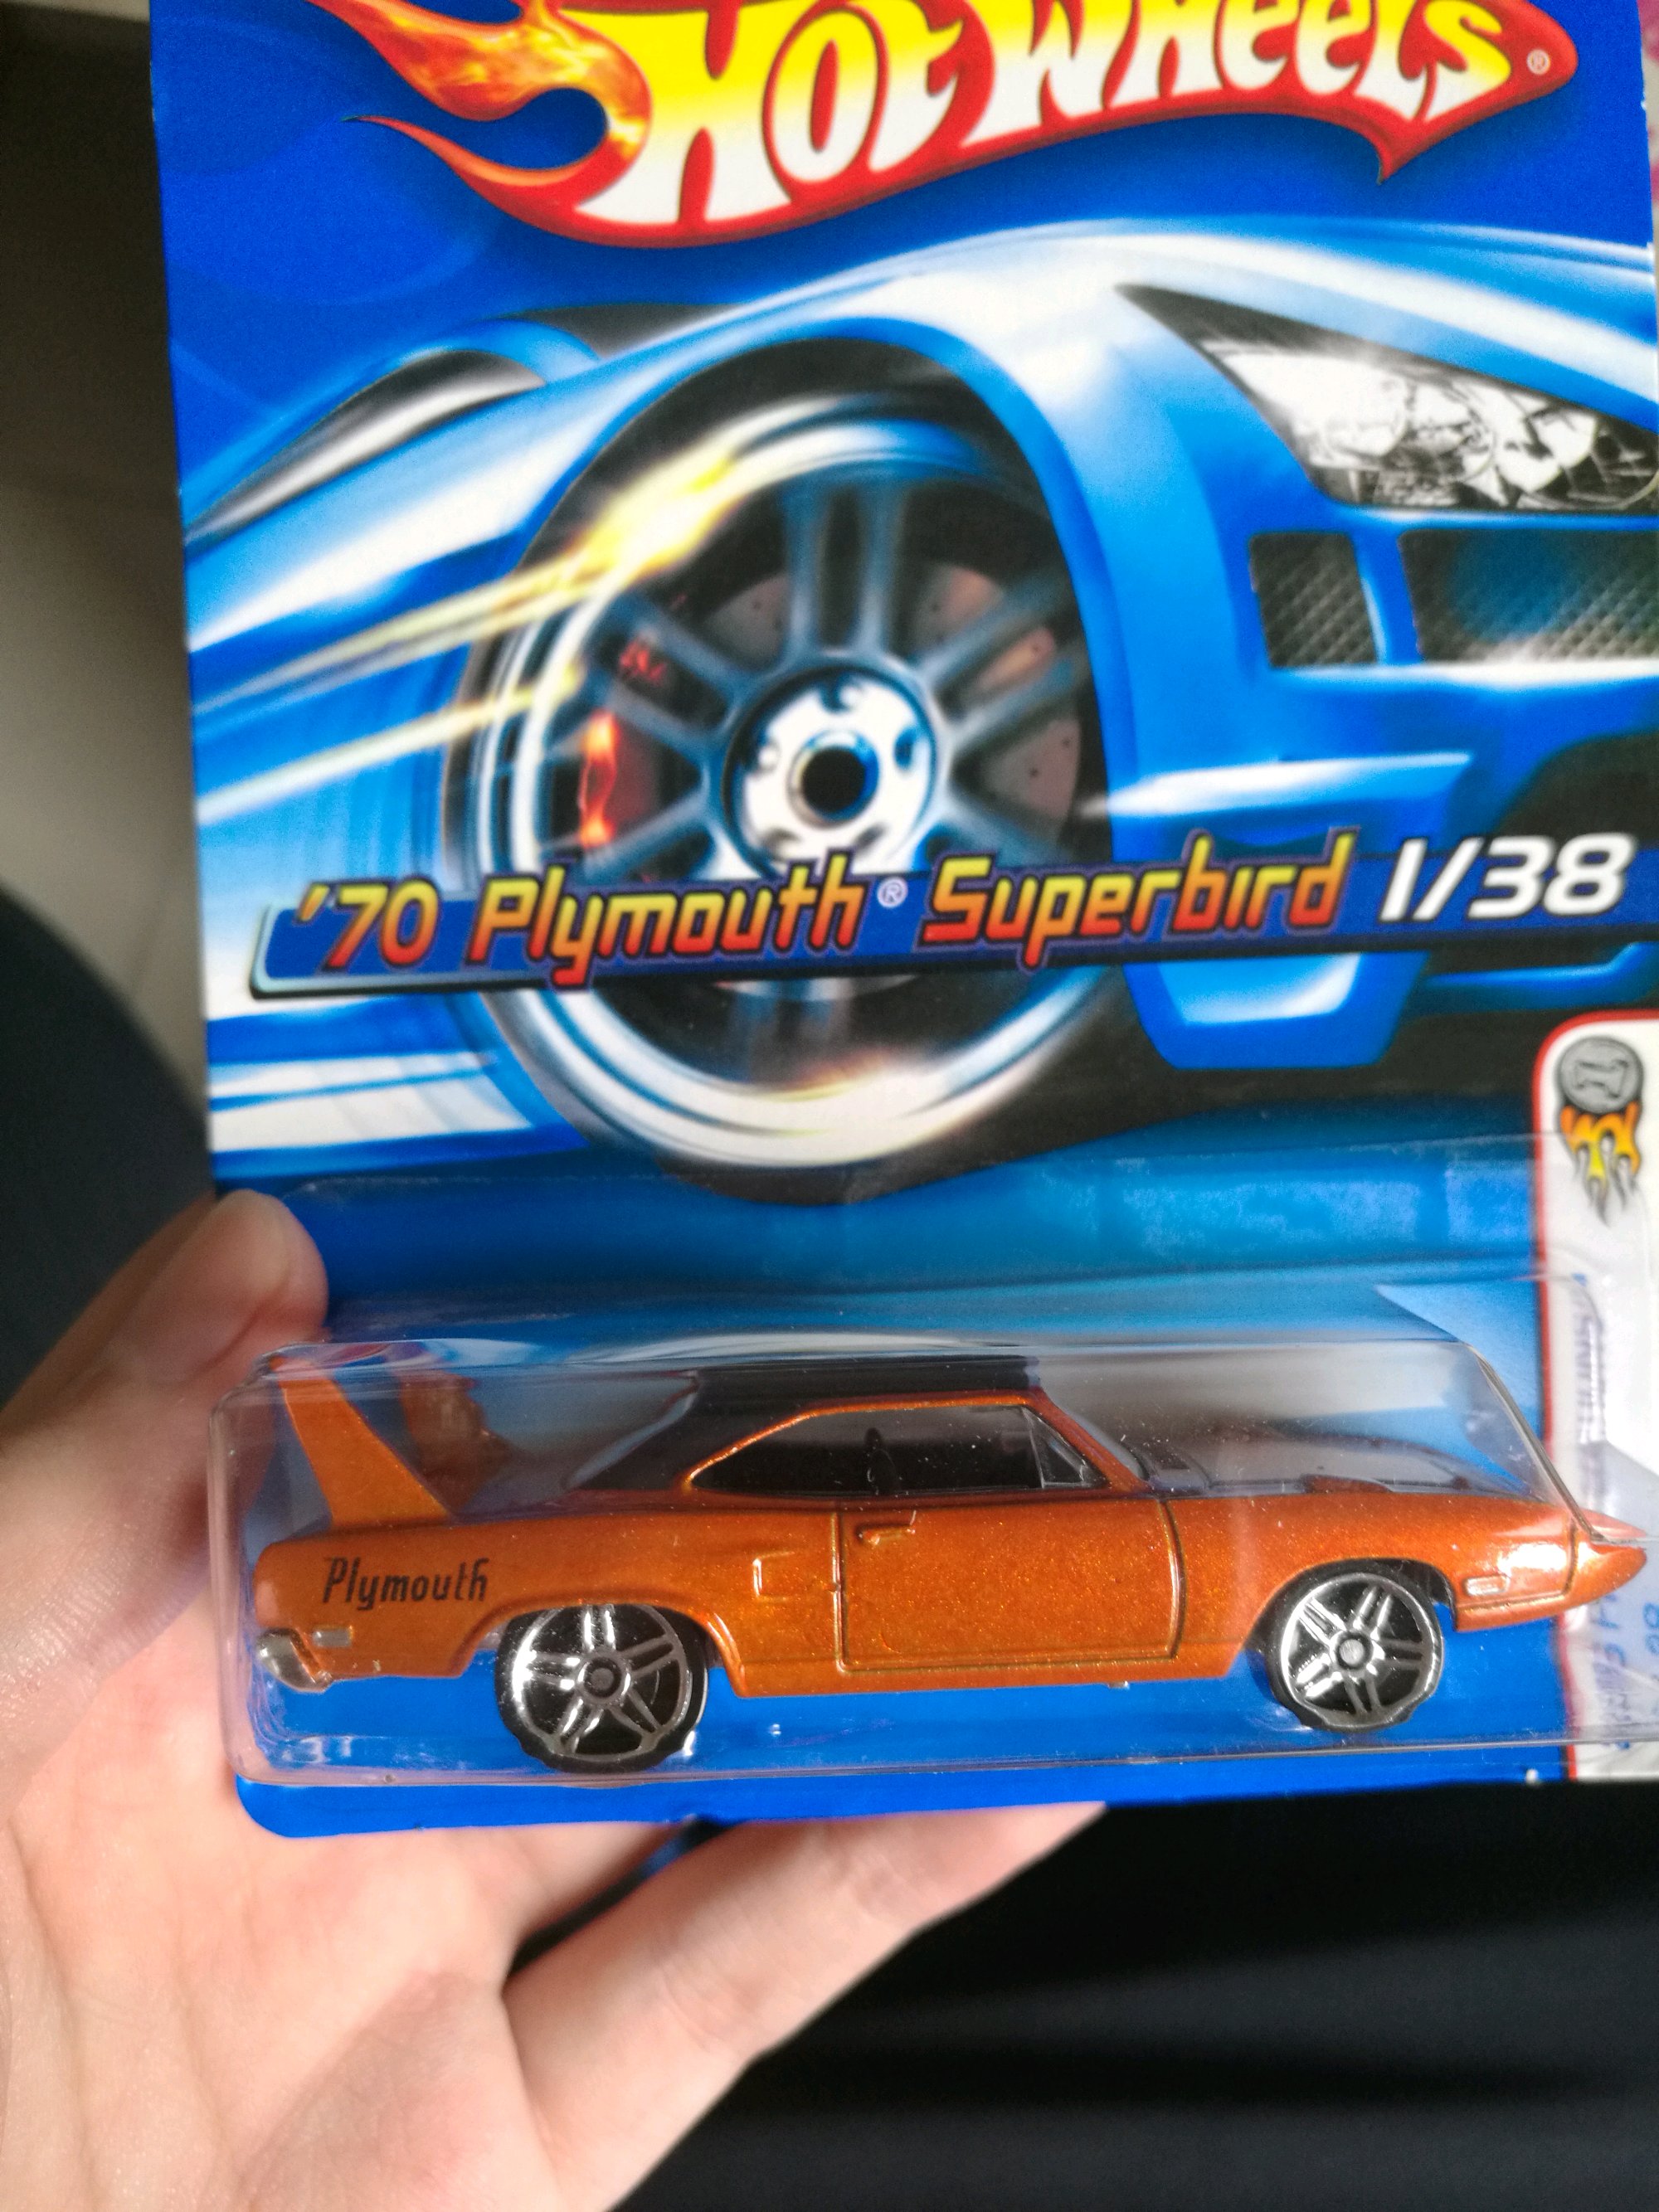 HOT WHEELS®
'70 Plymouth® Superbird 1/38
Plymouth